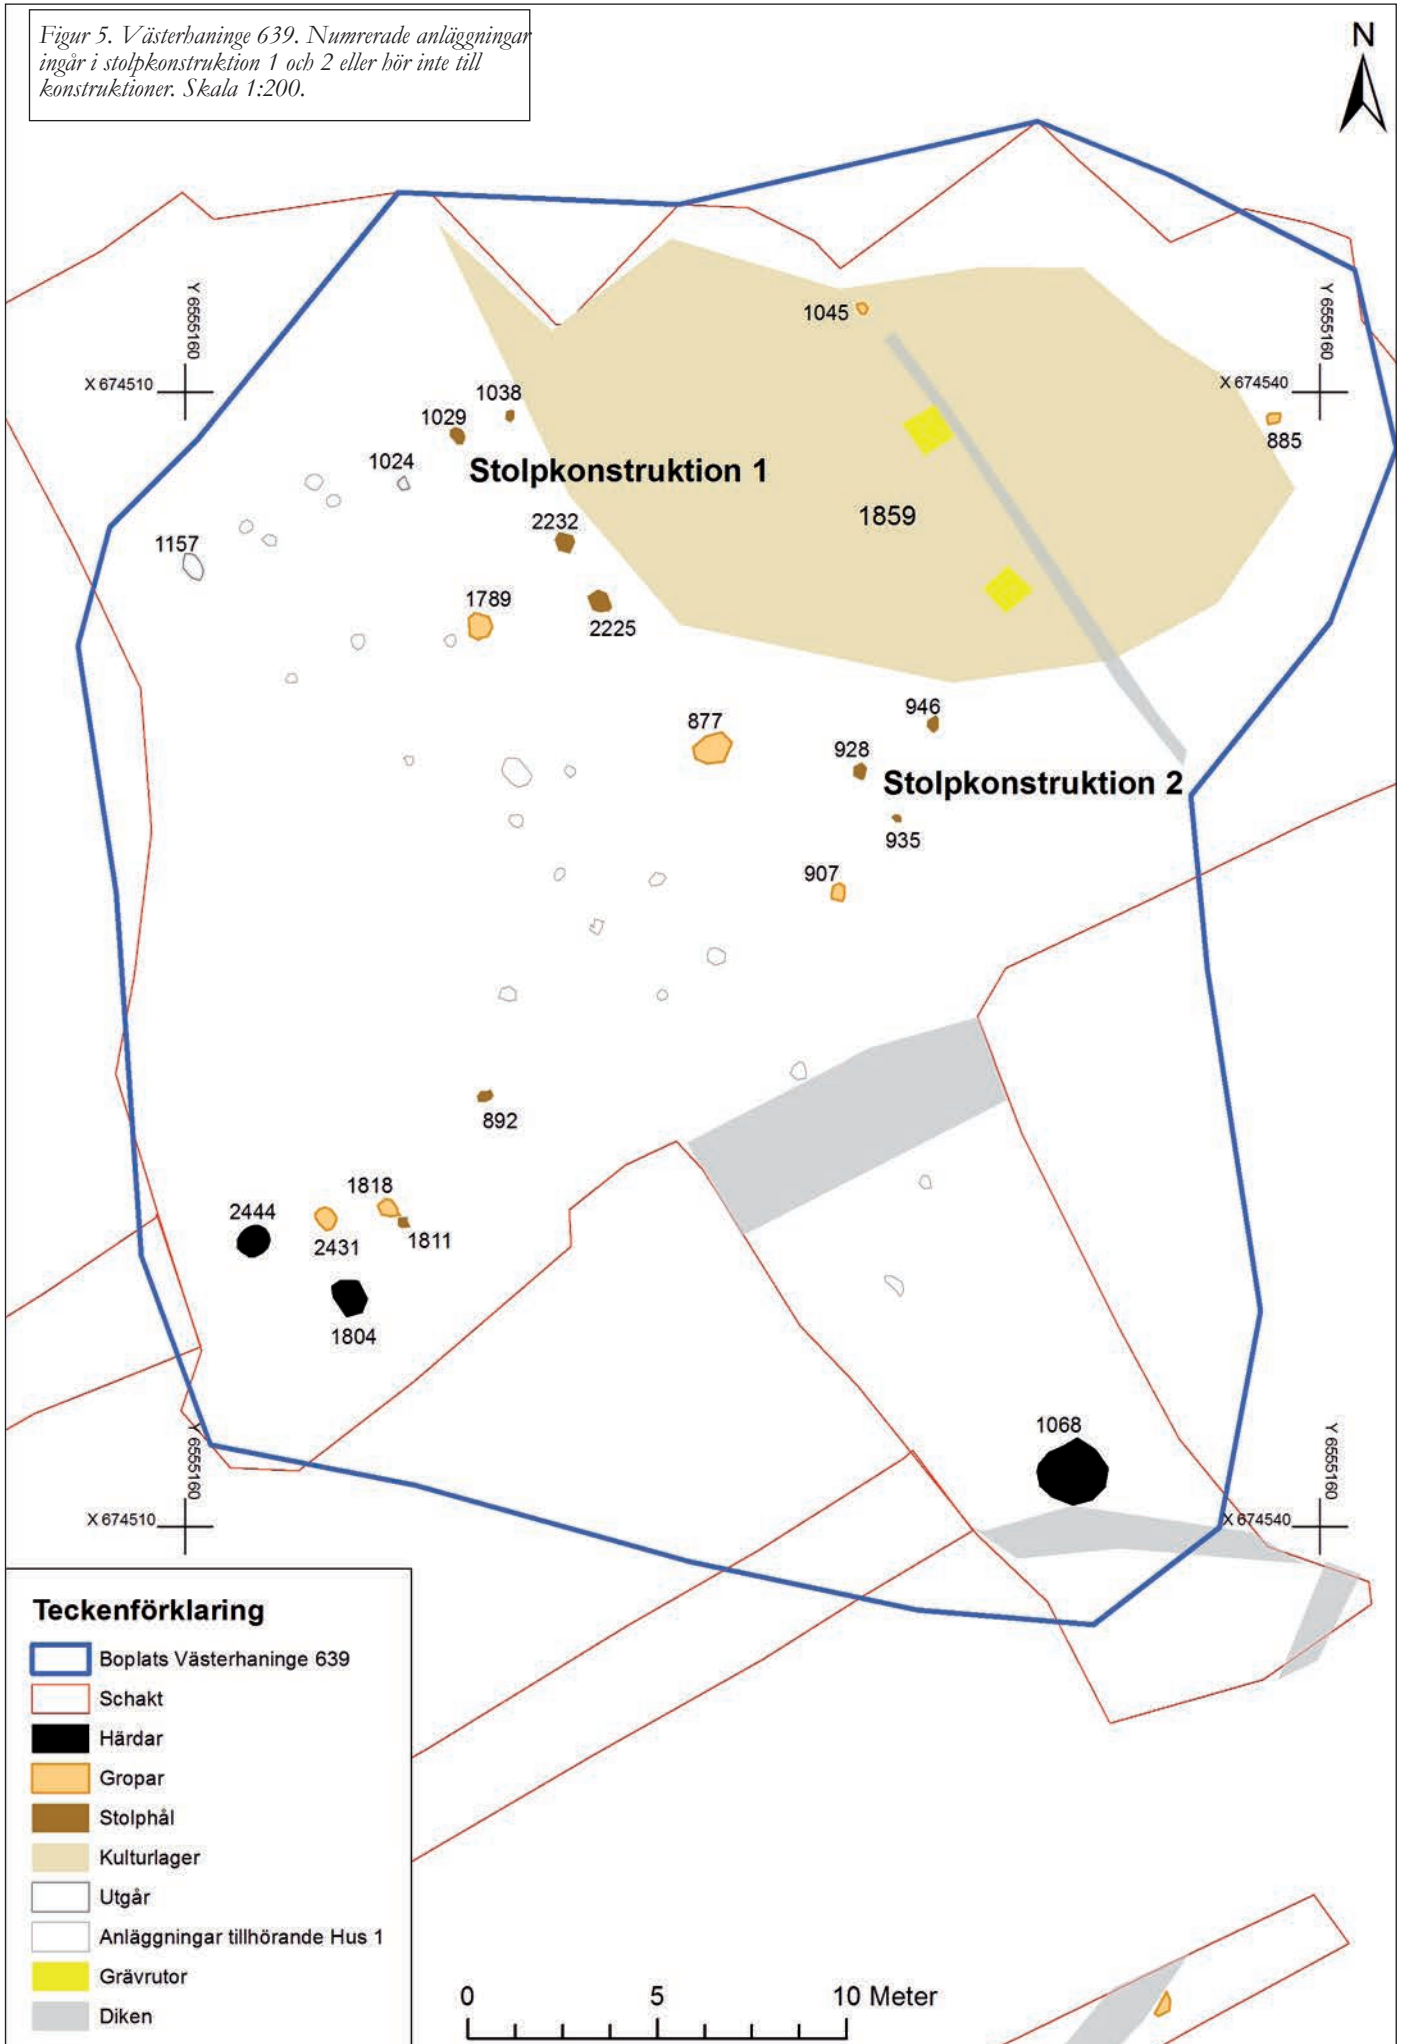 Figur 5. Västerhaninge 639. Numrerade anläggningar
ingår i stolpkonstruktion 1 och 2 eller hör inte till
konstruktioner. Skala 1:200.
N
Y 6555160
Y 6555160
1045
X 674510
X 674540
1038
1029
885
1024
Stolpkonstruktion 1
1859
2232
1157
1789
2225
946
877
928
Stolpkonstruktion 2
935
907
892
1818
2444
1811
2431
1804
1068
Y 6555160
Y 6555160
X 674510
X 674540
Teckenförklaring
Boplats Västerhaninge 639
Schakt
Härdar
Gropar
Stolphål
Kulturlager
Utgår
Anläggningar tillhörande Hus 1
Grävrutor
Diken
0 5 10 Meter